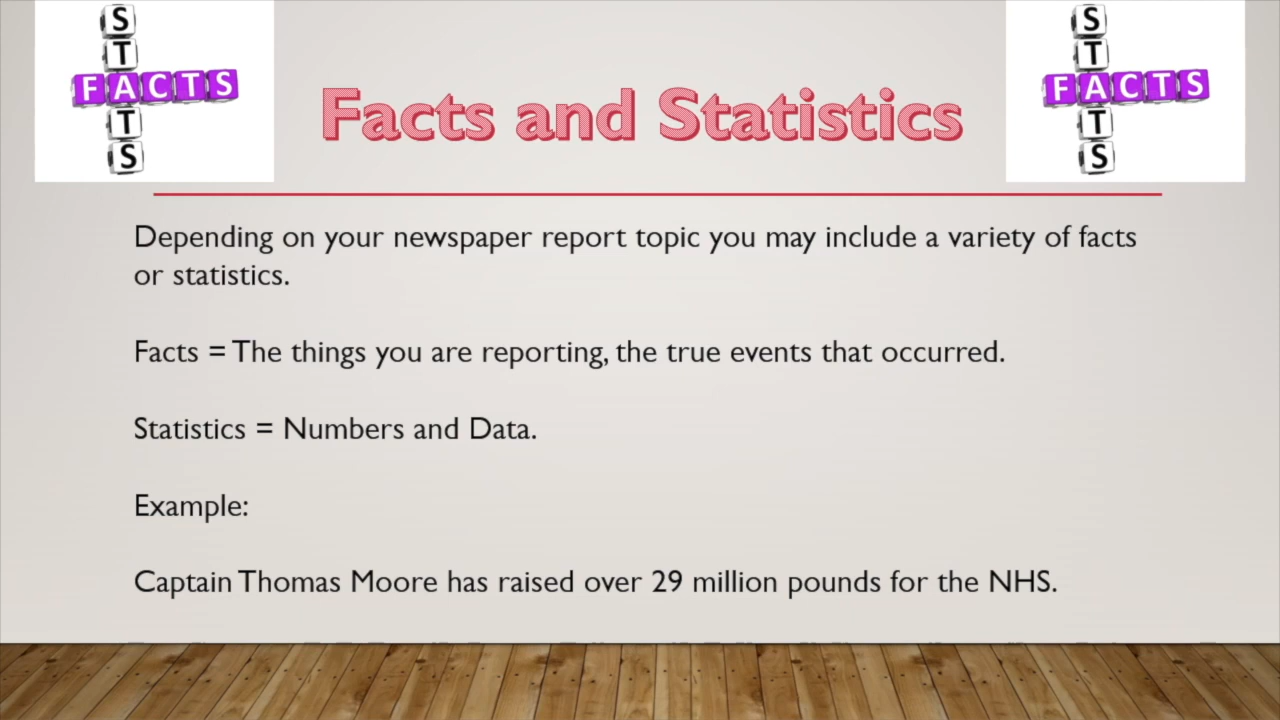 STATS
FACTS
Facts and Statistics
STATS
FACTS
Depending on your newspaper report topic you may include a variety of facts
or statistics.
Facts = The things you are reporting, the true events that occurred.
Statistics = Numbers and Data.
Example:
Captain Thomas Moore has raised over 29 million pounds for the NHS.